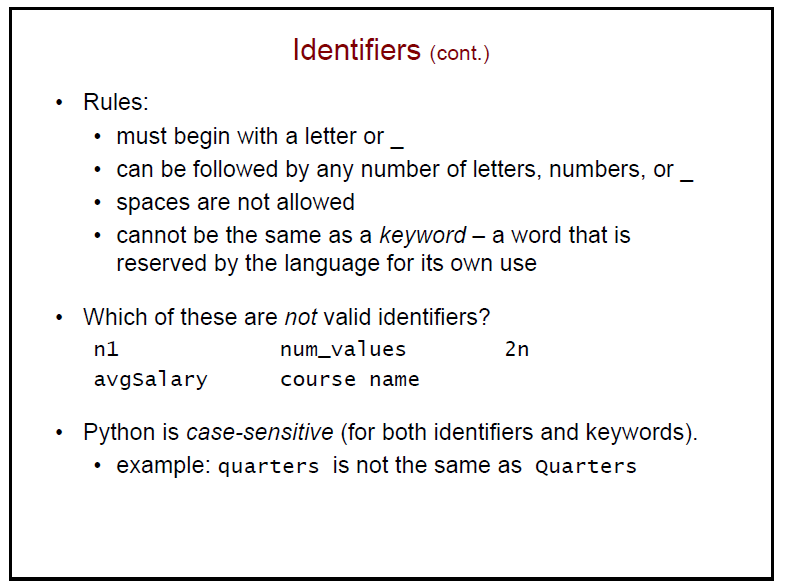 Identifiers (cont.)
• Rules:
• must begin with a letter or _
• can be followed by any number of letters, numbers, or _
• spaces are not allowed
• cannot be the same as a keyword – a word that is
reserved by the language for its own use
• Which of these are not valid identifiers?
n1 num_values 2n
avgSalary course name
• Python is case-sensitive (for both identifiers and keywords).
• example: quarters is not the same as Quarters